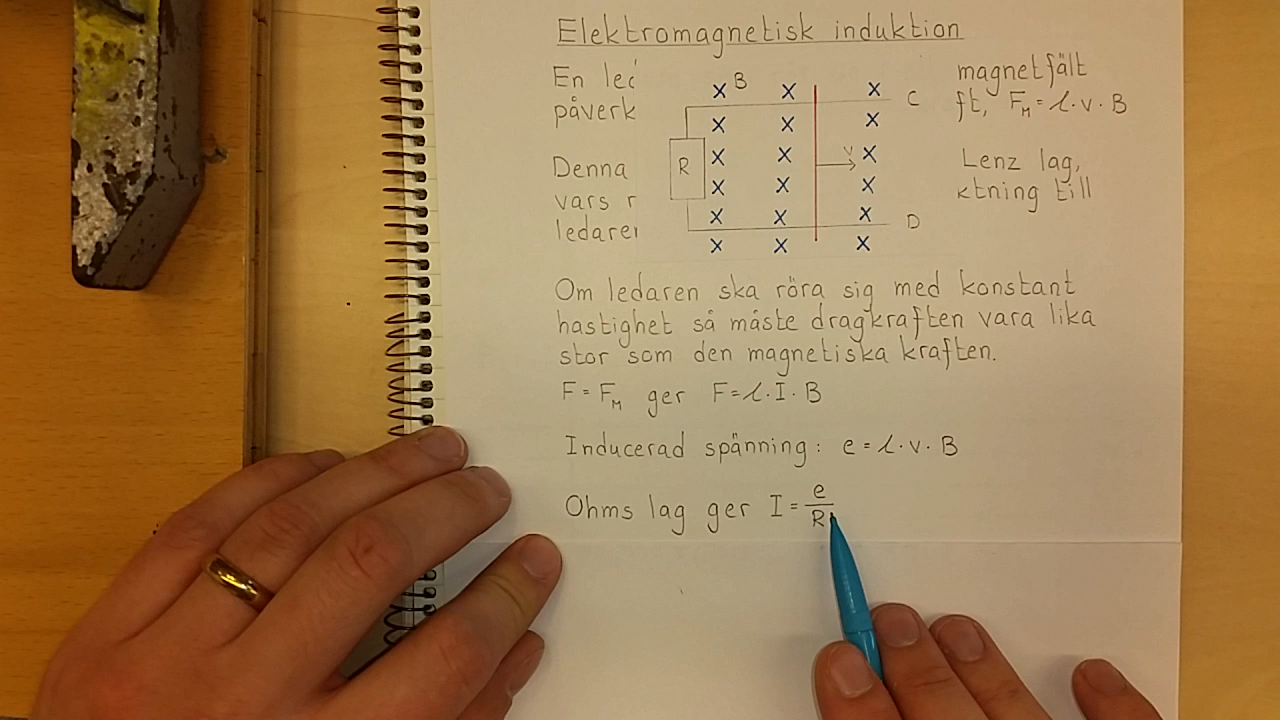 Elektromagnetisk induktion
En led magnetfält
påverk ft, F_M = l · v · B
Denna Lenz lag,
vars r ktning till
ledaren
x B x x C
x x x
R x x v x
x x x
x x x D
x x x
Om ledaren ska röra sig med konstant
hastighet så måste dragkraften vara lika
stor som den magnetiska kraften.
F = F_M ger F = l · I · B
Inducerad spänning: e = l · v · B
Ohms lag ger I = e/R